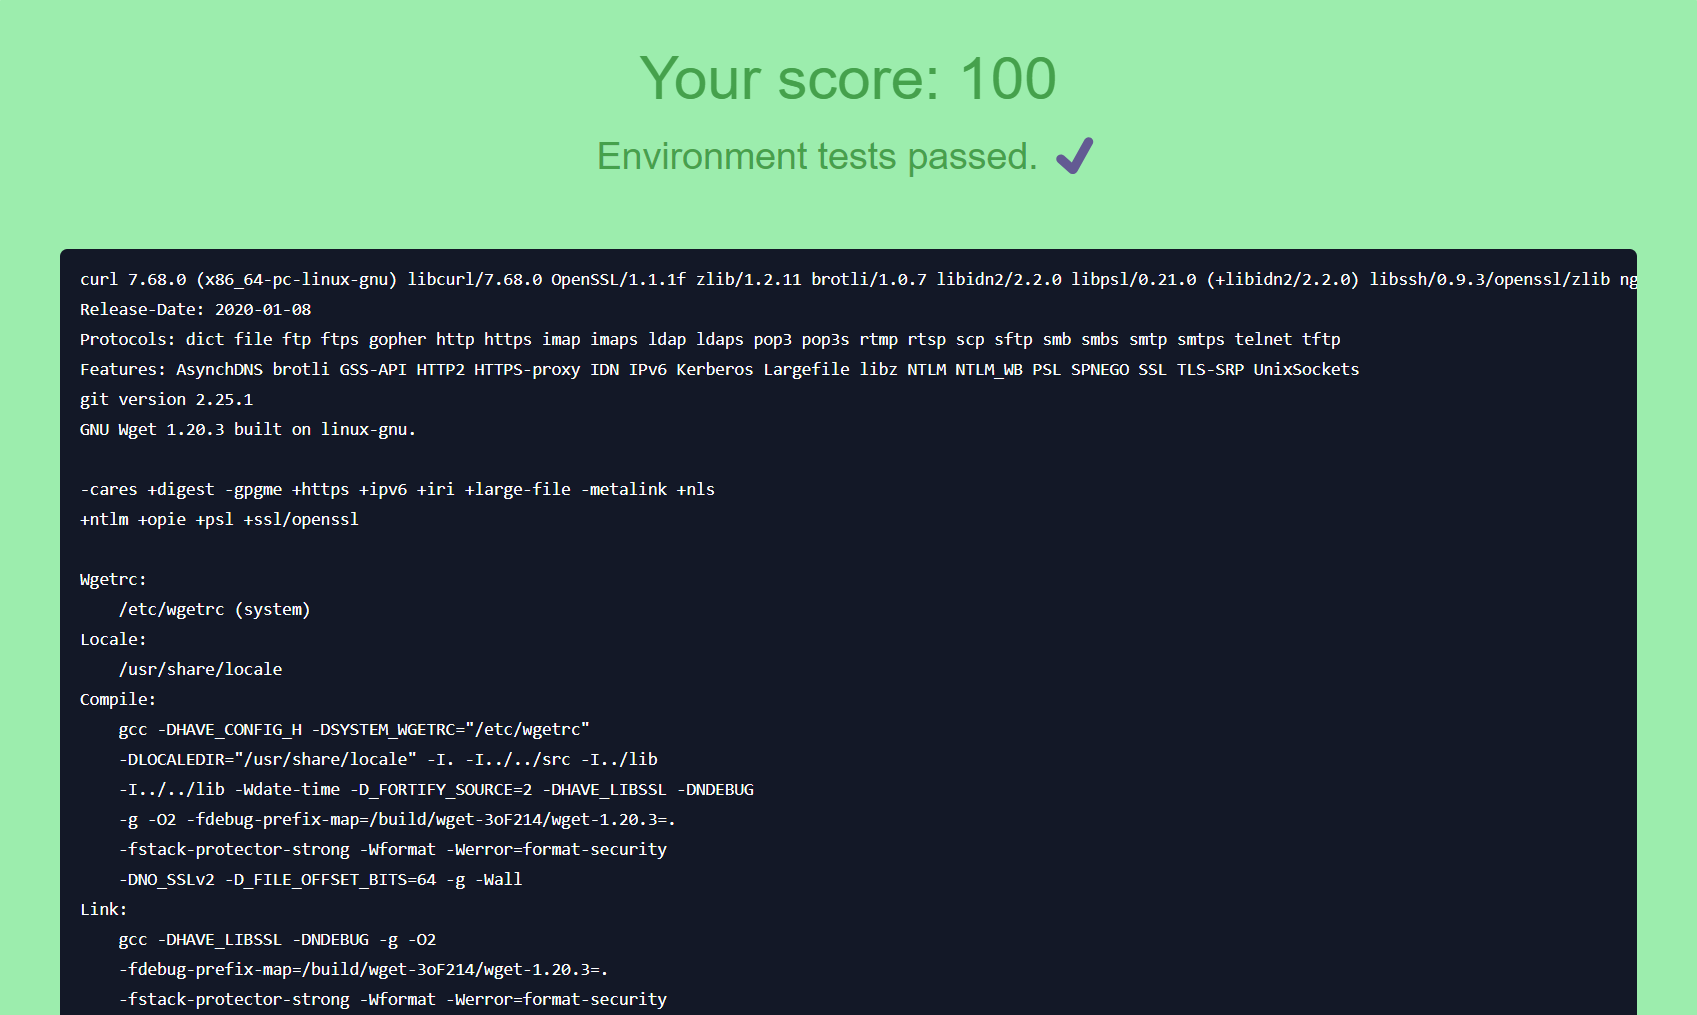 Your score: 100
Environment tests passed.
curl 7.68.0 (x86_64-pc-linux-gnu) libcurl/7.68.0 OpenSSL/1.1.1f zlib/1.2.11 brotli/1.0.7 libidn2/2.2.0 libpsl/0.21.0 (+libidn2/2.2.0) libssh/0.9.3/openssl/zlib ng
Release-Date: 2020-01-08
Protocols: dict file ftp ftps gopher http https imap imaps ldap ldaps pop3 pop3s rtmp rtsp scp sftp smb smbs smtp smtps telnet tftp
Features: AsynchDNS brotli GSS-API HTTP2 HTTPS-proxy IDN IPv6 Kerberos Largefile libz NTLM NTLM_WB PSL SPNEGO SSL TLS-SRP UnixSockets
git version 2.25.1
GNU Wget 1.20.3 built on linux-gnu.
-cares +digest -gpgme +https +ipv6 +iri +large-file -metalink +nls
+ntlm +opie +psl +ssl/openssl
Wgetrc:
/etc/wgetrc (system)
Locale:
/usr/share/locale
Compile:
gcc -DHAVE_CONFIG_H -DSYSTEM_WGETRC="/etc/wgetrc"
-DLOCALEDIR="/usr/share/locale" -I. -I../../src -I../lib
-I../../lib -Wdate-time -D_FORTIFY_SOURCE=2 -DHAVE_LIBSSL -DNDEBUG
-g -O2 -fdebug-prefix-map=/build/wget-3oF214/wget-1.20.3=.
-fstack-protector-strong -Wformat -Werror=format-security
-DNO_SSLv2 -D_FILE_OFFSET_BITS=64 -g -Wall
Link:
gcc -DHAVE_LIBSSL -DNDEBUG -g -O2
-fdebug-prefix-map=/build/wget-3oF214/wget-1.20.3=.
-fstack-protector-strong -Wformat -Werror=format-security